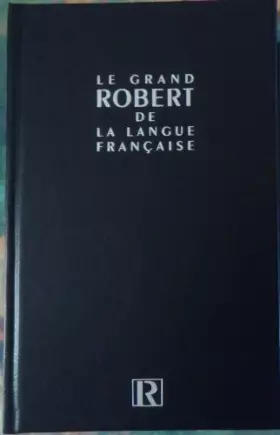 LE GRAND
ROBERT
DE
LA LANGUE
FRANÇAISE
R